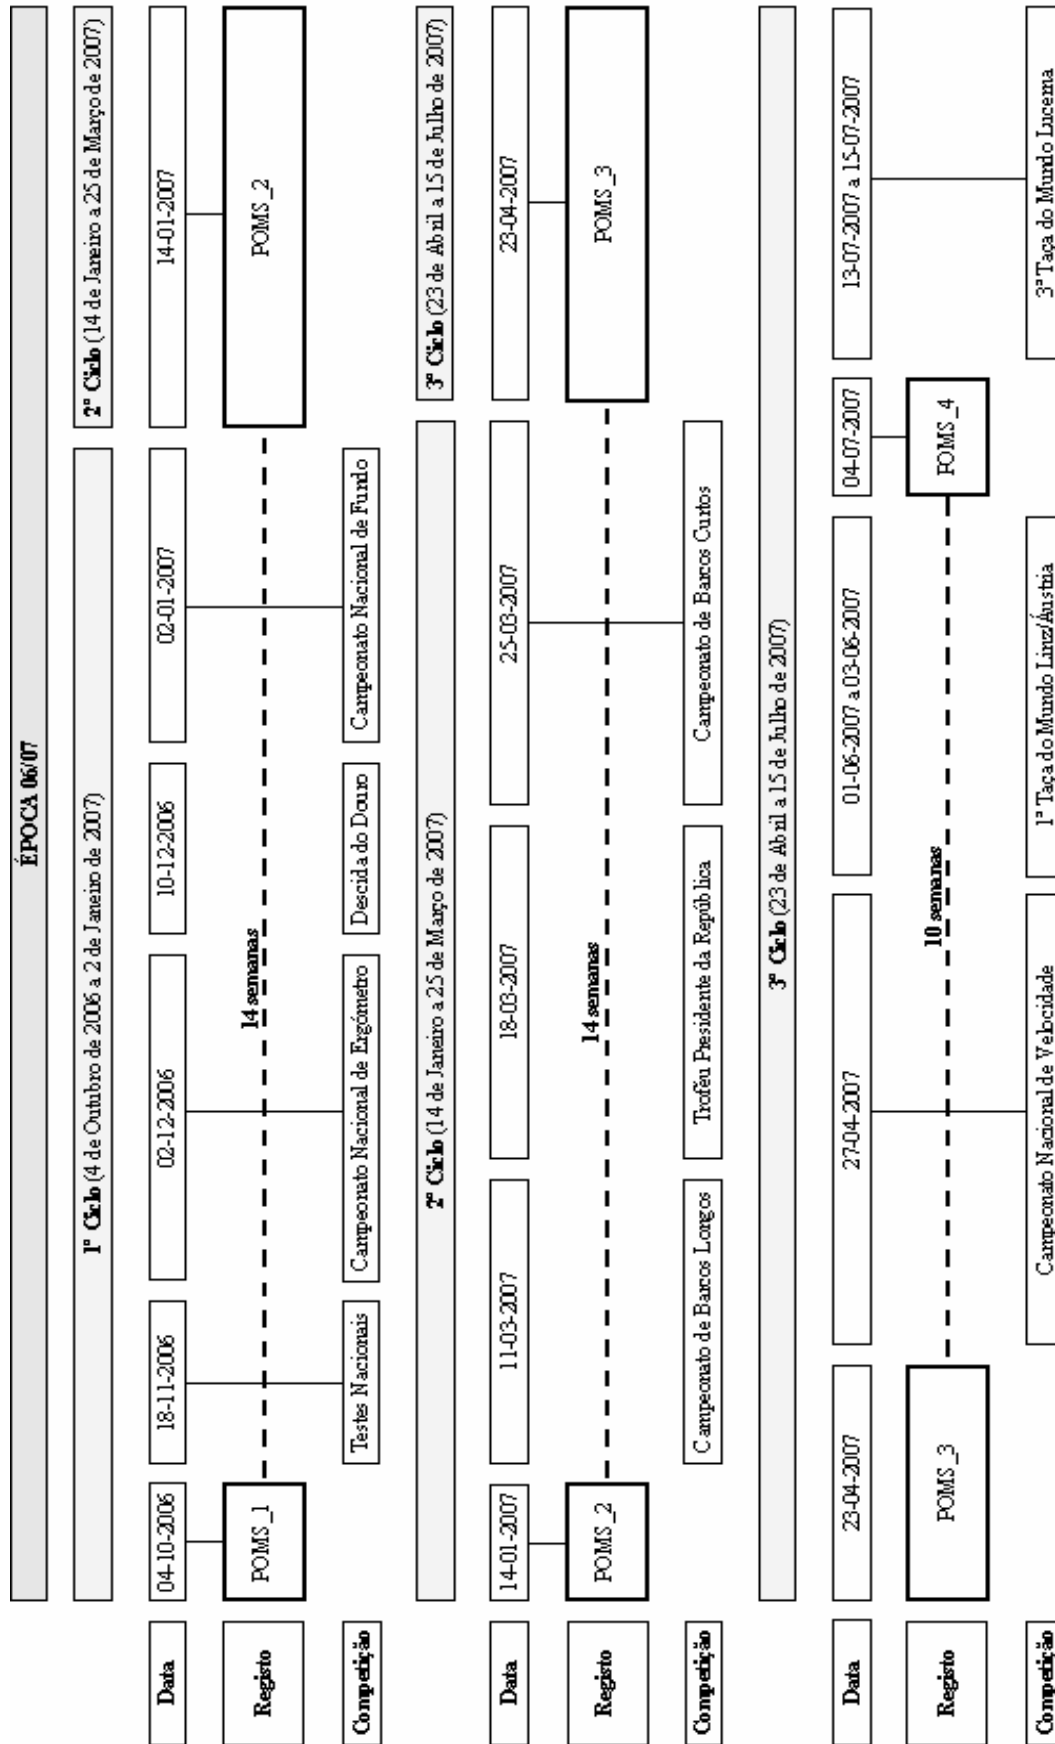 ÉPOCA 06/07
1º Ciclo (4 de Outubro de 2006 a 2 de Janeiro de 2007)
2º Ciclo (14 de Janeiro a 25 de Março de 2007)
Data
04-10-2006
18-11-2006
02-12-2006
10-12-2006
02-01-2007
14-01-2007
Registo
POMS_1
14 semanas
POMS_2
Competição
Testes Nacionais
Campeonato Nacional de Ergómetro
Descida do Douro
Campeonato Nacional de Fundo
2º Ciclo (14 de Janeiro a 25 de Março de 2007)
3º Ciclo (23 de Abril a 15 de Julho de 2007)
Data
14-01-2007
11-03-2007
18-03-2007
25-03-2007
23-04-2007
Registo
POMS_2
14 semanas
POMS_3
Competição
Campeonato de Barcos Longos
Troféu Presidente da República
Campeonato de Barcos Curtos
3º Ciclo (23 de Abril a 15 de Julho de 2007)
Data
23-04-2007
27-04-2007
01-06-2007 a 03-06-2007
04-07-2007
13-07-2007 a 15-07-2007
Registo
POMS_3
10 semanas
POMS_4
Competição
Campeonato Nacional de Velocidade
1ª Taça do Mundo Linz/Áustria
3ª Taça do Mundo Lucerna